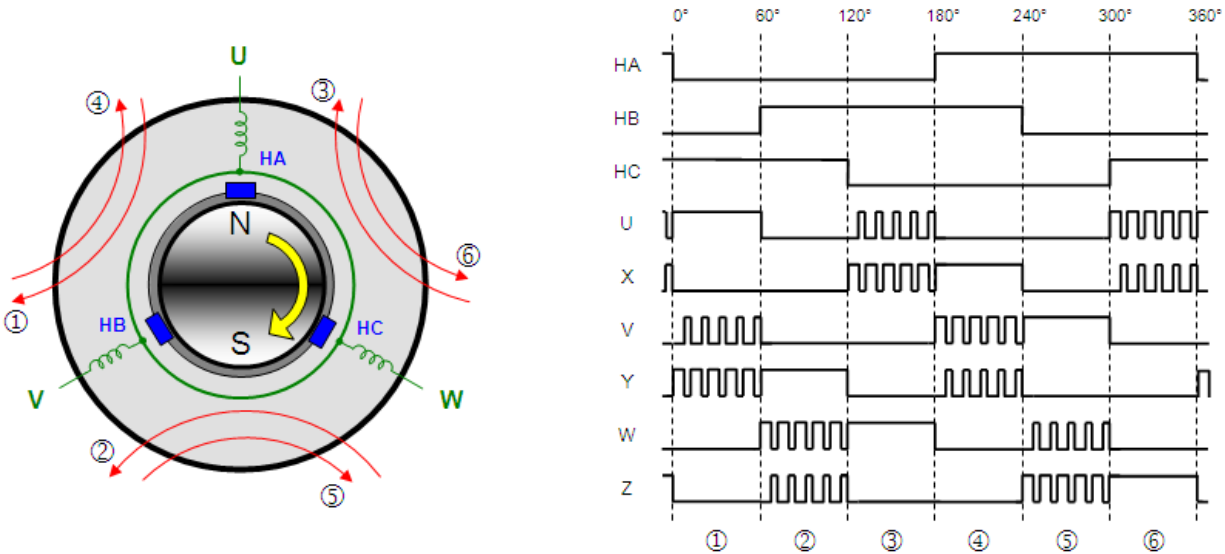 0° 60° 120° 180° 240° 300° 360°
U
④ ③
HA
N
⑥
①
HB S HC
V W
②
⑤
HA
HB
HC
U
X
V
Y
W
Z
① ② ③ ④ ⑤ ⑥